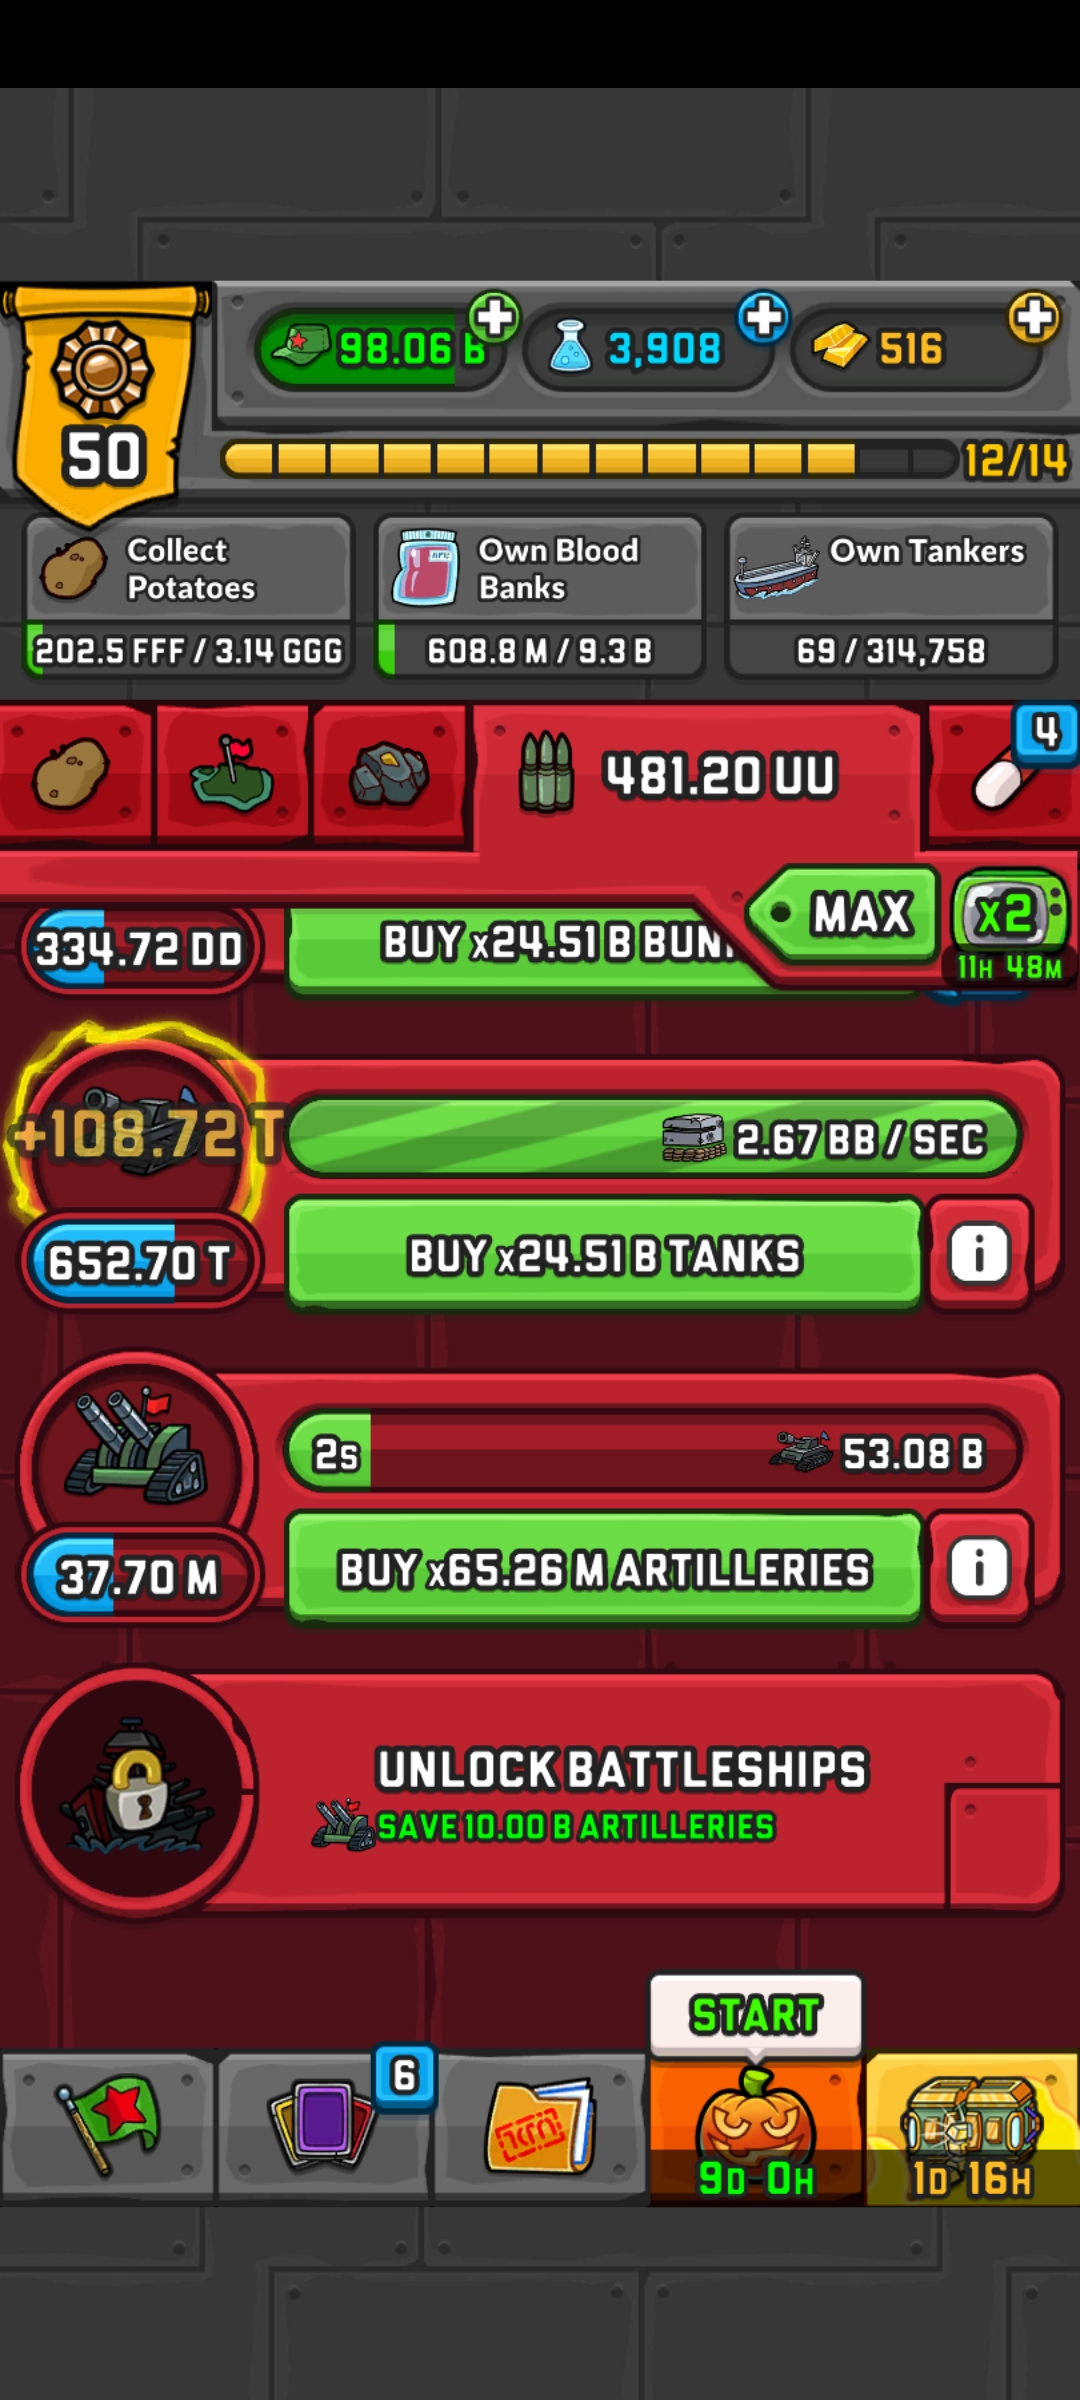 98.06 B
3,908
516
50
12/14
Collect
Potatoes
202.5 FFF / 3.14 GGG
Own Blood
Banks
608.8 M / 9.3 B
Own Tankers
69 / 314,758
481.20 UU
4
MAX
x2
11H 48M
334.72 DD
BUY x24.51 B
+108.72 T
2.67 BB / SEC
652.70 T
BUY x24.51 B TANKS
i
2s
53.08 B
37.70 M
BUY x65.26 M ARTILLERIES
i
UNLOCK BATTLESHIPS
SAVE 10.00 B ARTILLERIES
START
6
9D 0H
1D 16H